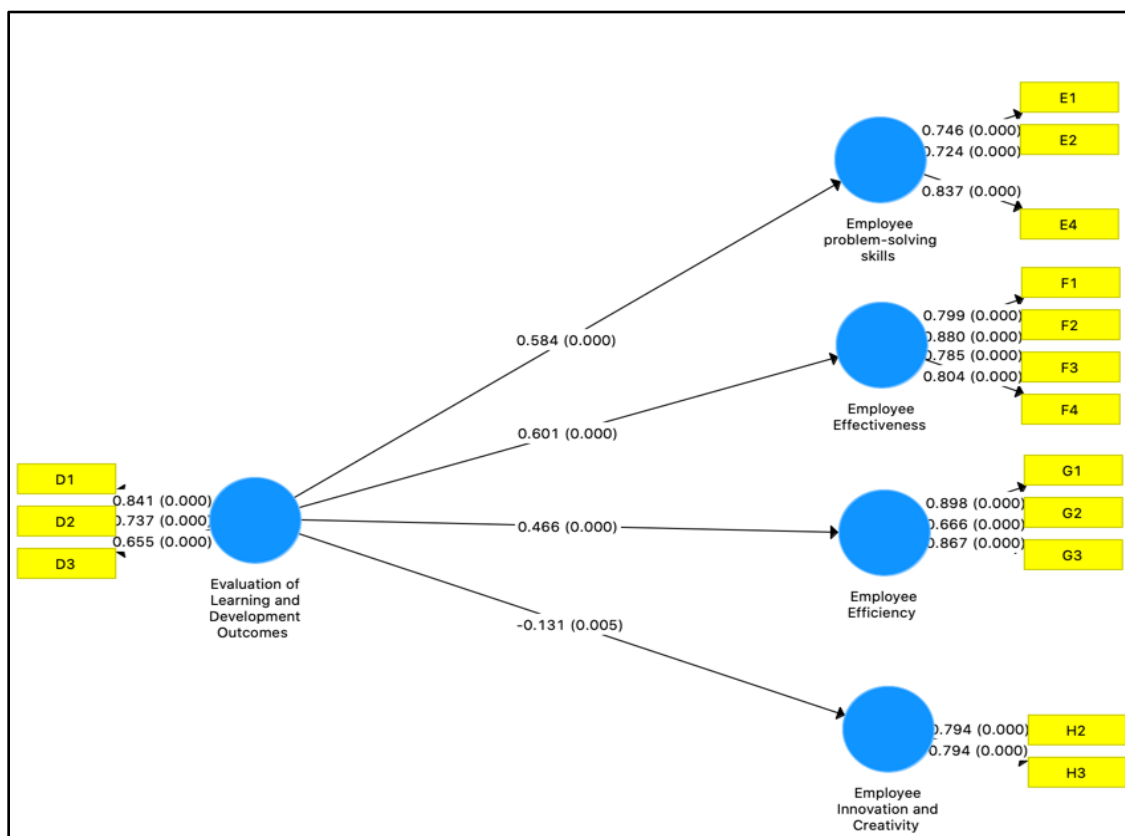 E1
0.746 (0.000)
E2
0.724 (0.000)
0.837 (0.000)
E4
Employee
problem-solving
skills
F1
0.799 (0.000)
F2
0.880 (0.000)
0.785 (0.000)
F3
0.804 (0.000)
F4
Employee
Effectiveness
0.584 (0.000)
0.601 (0.000)
G1
0.898 (0.000)
G2
0.666 (0.000)
0.867 (0.000)
G3
Employee
Efficiency
0.466 (0.000)
D1
0.841 (0.000)
D2
0.737 (0.000)
0.655 (0.000)
D3
Evaluation of
Learning and
Development
Outcomes
-0.131 (0.005)
0.794 (0.000)
H2
0.794 (0.000)
H3
Employee
Innovation and
Creativity